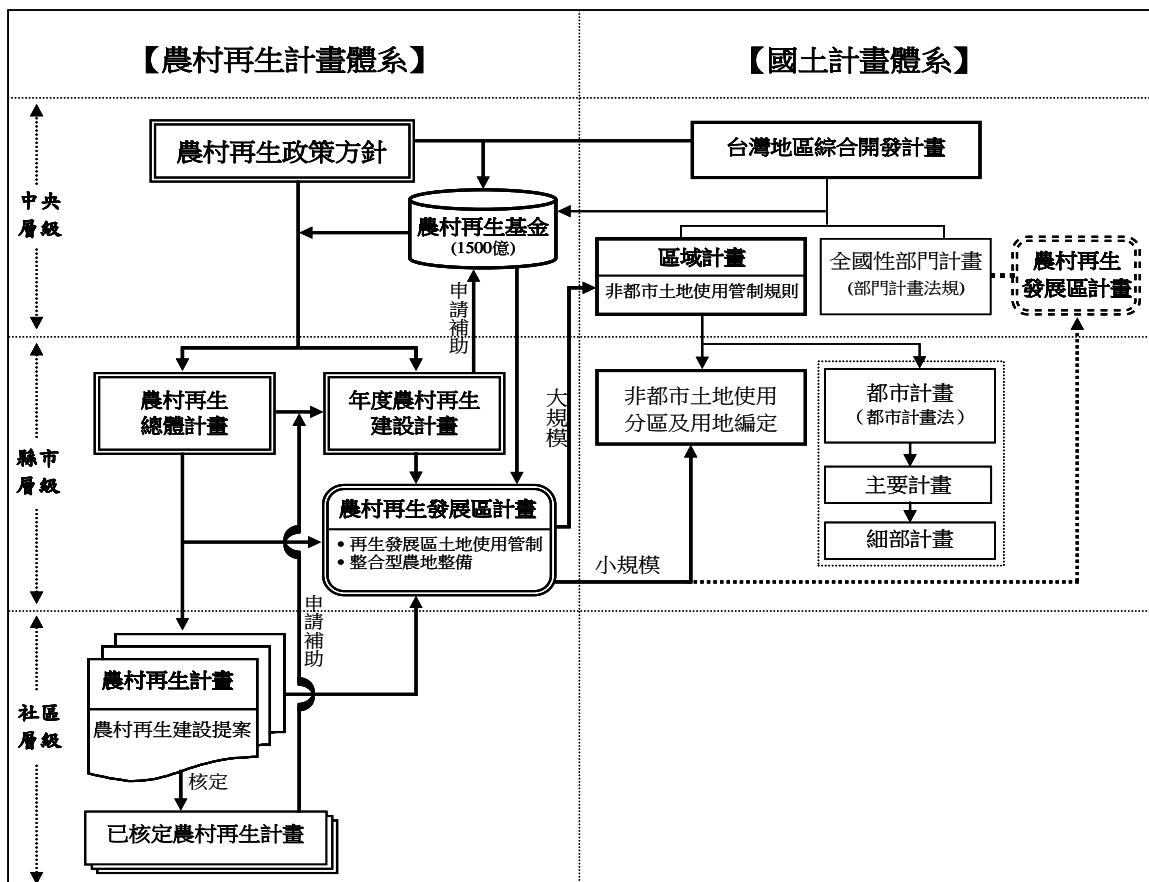 【農村再生計畫體系】
【國土計畫體系】
中央
層級
農村再生政策方針
台灣地區綜合開發計畫
農村再生基金
(1500億)
區域計畫
非都市土地使用管制規則
全國性部門計畫
(部門計畫法規)
農村再生
發展區計畫
申請補助
縣市
層級
農村再生
總體計畫
年度農村再生
建設計畫
大規模
非都市土地使用
分區及用地編定
都市計畫
(都市計畫法)
主要計畫
細部計畫
農村再生發展區計畫
• 再生發展區土地使用管制
• 整合型農地整備
小規模
社區
層級
申請補助
農村再生計畫
農村再生建設提案
核定
已核定農村再生計畫